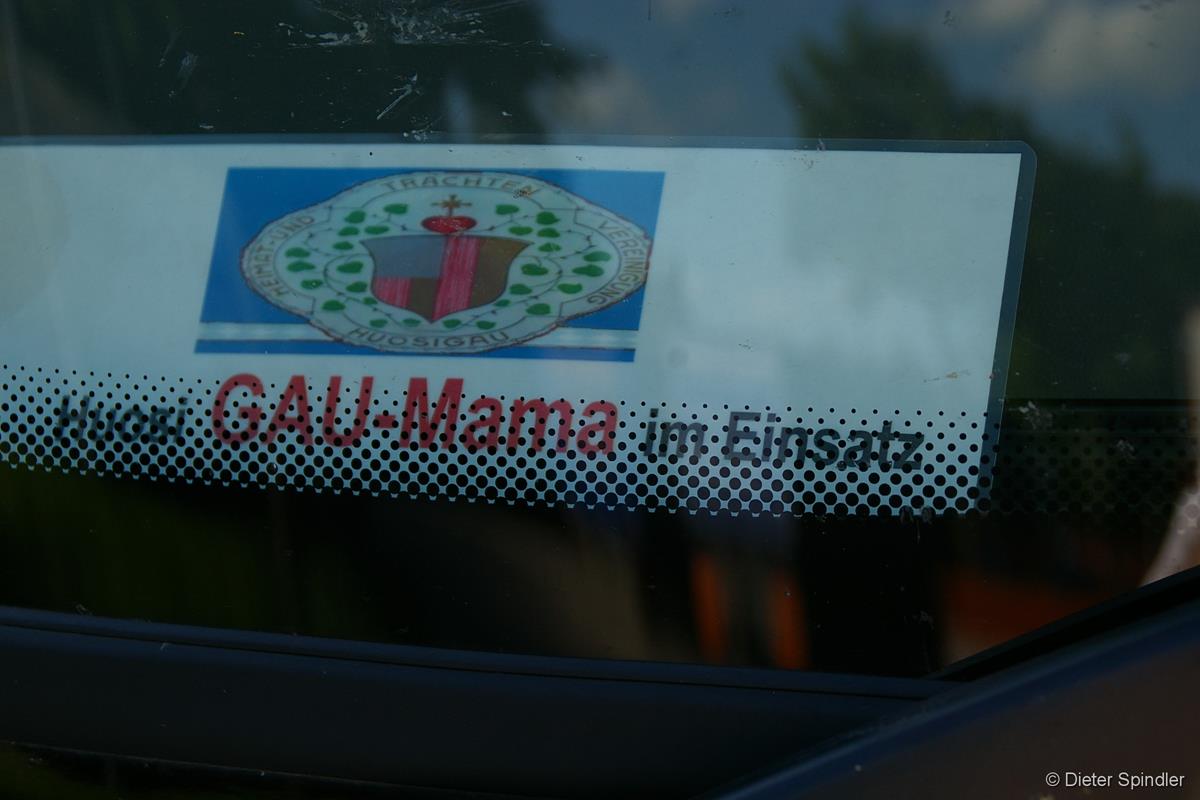 HEIMAT-UND TRACHTEN VEREINIGUNG
HUOSIGAU
Huosi GAU-Mama im Einsatz
© Dieter Spindler